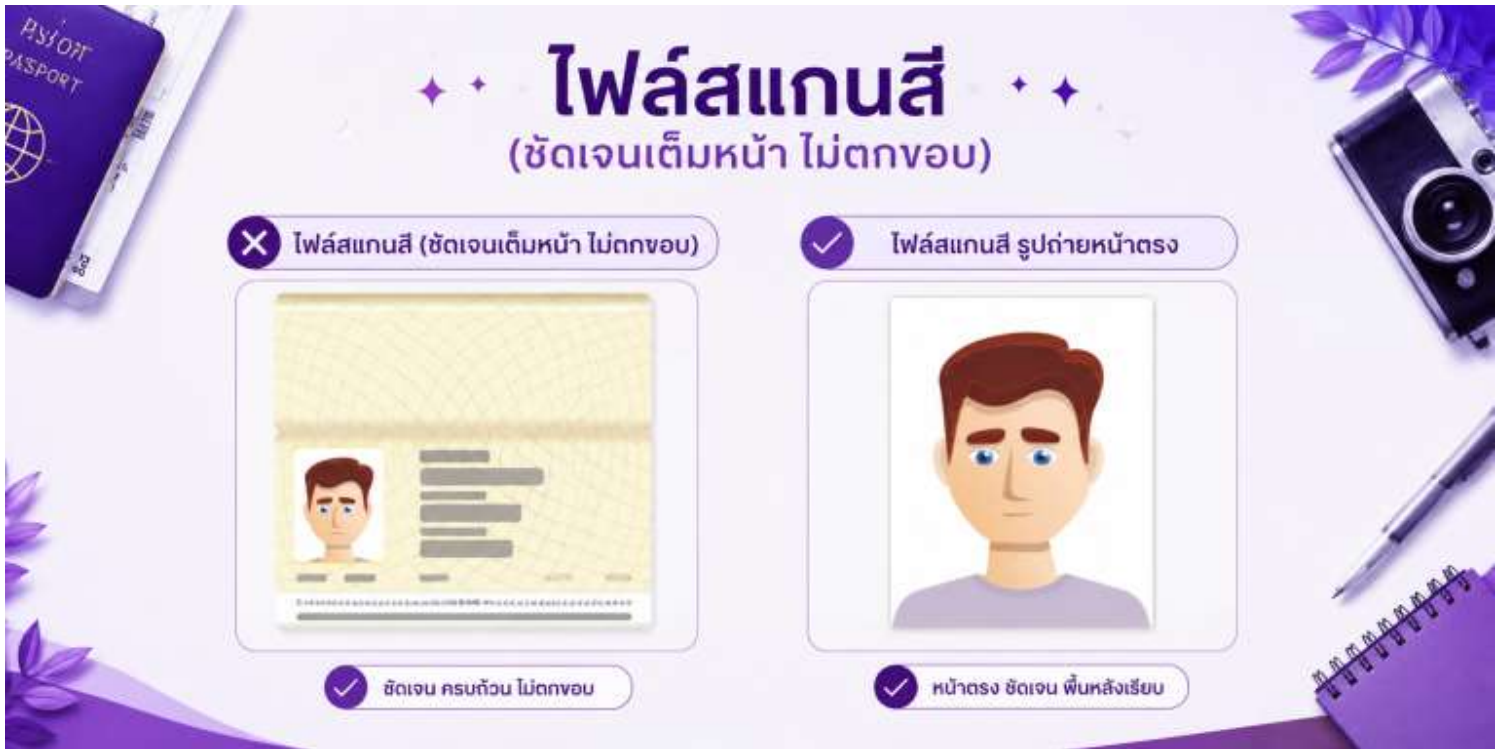 PASPORT
ไฟล์สแกนสี
(ชัดเจนเต็มหน้า ไม่ตกขอบ)
ไฟล์สแกนสี (ชัดเจนเต็มหน้า ไม่ตกขอบ)
ไฟล์สแกนสี รูปถ่ายหน้าตรง
ชัดเจน ครบถ้วน ไม่ตกขอบ
หน้าตรง ชัดเจน พื้นหลังเรียบ